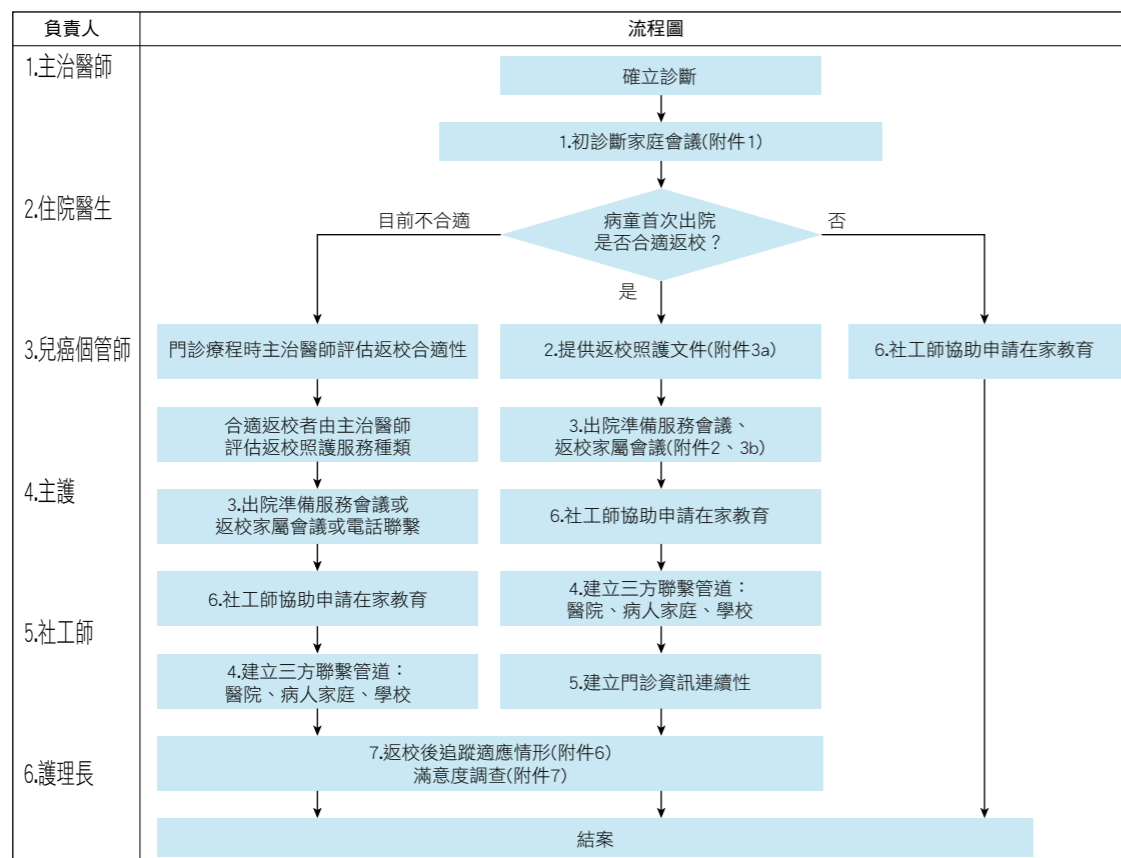 負責人
流程圖
1.主治醫師
確立診斷
1.初診斷家庭會議(附件1)
2.住院醫生
目前不合適
病童首次出院
是否合適返校？
否
是
3.兒癌個管師
門診療程時主治醫師評估返校合適性
2.提供返校照護文件(附件3a)
6.社工師協助申請在家教育
合適返校者由主治醫師
評估返校照護服務種類
3.出院準備服務會議、
返校家屬會議(附件2、3b)
4.主護
3.出院準備服務會議或
返校家屬會議或電話聯繫
6.社工師協助申請在家教育
5.社工師
6.社工師協助申請在家教育
4.建立三方聯繫管道：
醫院、病人家庭、學校
4.建立三方聯繫管道：
醫院、病人家庭、學校
5.建立門診資訊連續性
6.護理長
7.返校後追蹤適應情形(附件6)
滿意度調查(附件7)
結案